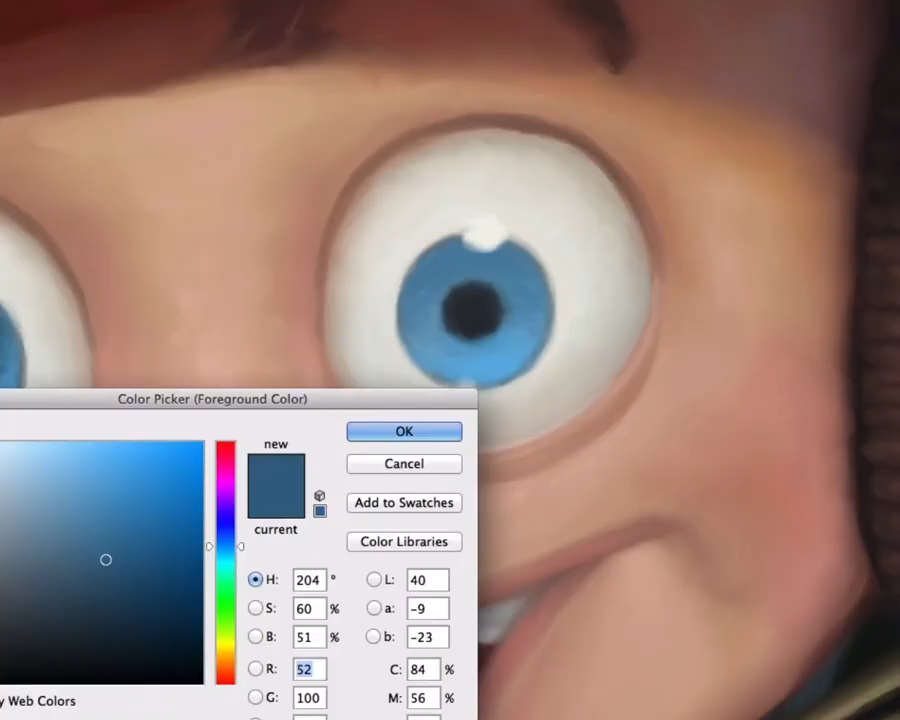 Color Picker (Foreground Color)
new
current
OK
Cancel
Add to Swatches
Color Libraries
H: 204 °
S: 60 %
B: 51 %
R: 52
G: 100
L: 40
a: -9
b: -23
C: 84 %
M: 56 %
y Web Colors